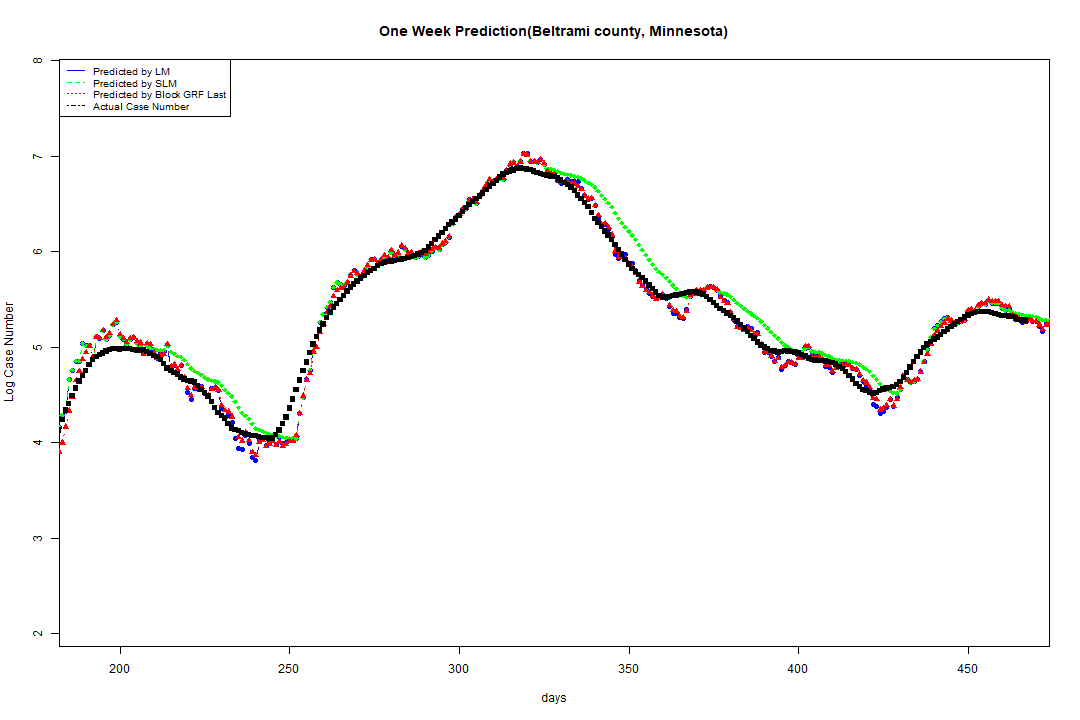 One Week Prediction(Beltrami county, Minnesota)
Predicted by LM
Predicted by SLM
Predicted by Block GRF Last
Actual Case Number
8
7
6
5
4
3
2
Log Case Number
200 250 300 350 400 450
days